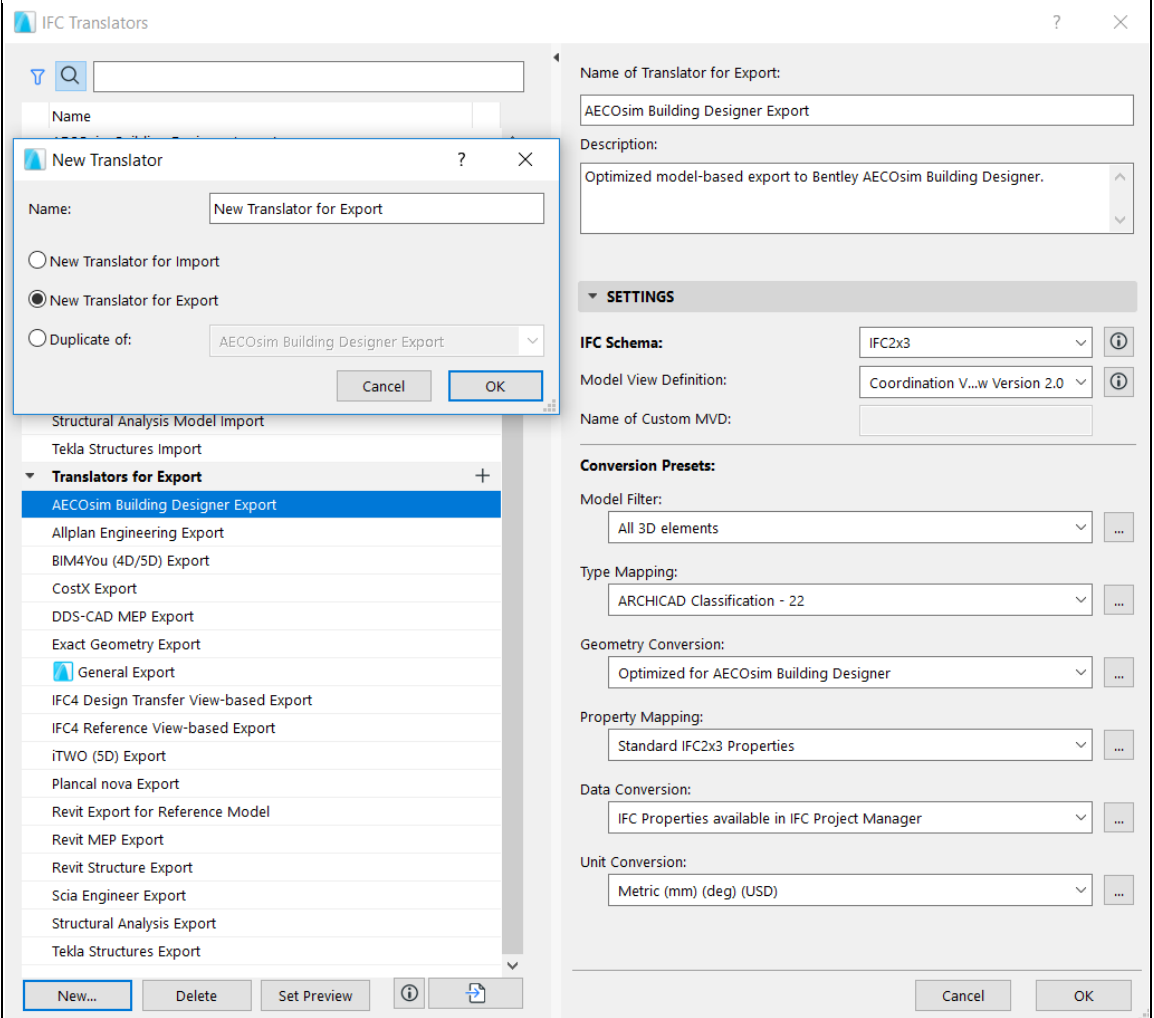 IFC Translators
?
Name
New Translator
?
Name:
New Translator for Export
New Translator for Import
New Translator for Export
Duplicate of:
AECOsim Building Designer Export
Cancel
OK
Structural Analysis Model Import
Tekla Structures Import
Translators for Export
AECOsim Building Designer Export
Allplan Engineering Export
BIM4You (4D/5D) Export
CostX Export
DDS-CAD MEP Export
Exact Geometry Export
General Export
IFC4 Design Transfer View-based Export
IFC4 Reference View-based Export
iTWO (5D) Export
Plancal nova Export
Revit Export for Reference Model
Revit MEP Export
Revit Structure Export
Scia Engineer Export
Structural Analysis Export
Tekla Structures Export
New...
Delete
Set Preview
Name of Translator for Export:
AECOsim Building Designer Export
Description:
Optimized model-based export to Bentley AECOsim Building Designer.
SETTINGS
IFC Schema:
IFC2x3
Model View Definition:
Coordination V...w Version 2.0
Name of Custom MVD:
Conversion Presets:
Model Filter:
All 3D elements
...
Type Mapping:
ARCHICAD Classification - 22
...
Geometry Conversion:
Optimized for AECOsim Building Designer
...
Property Mapping:
Standard IFC2x3 Properties
...
Data Conversion:
IFC Properties available in IFC Project Manager
...
Unit Conversion:
Metric (mm) (deg) (USD)
...
Cancel
OK